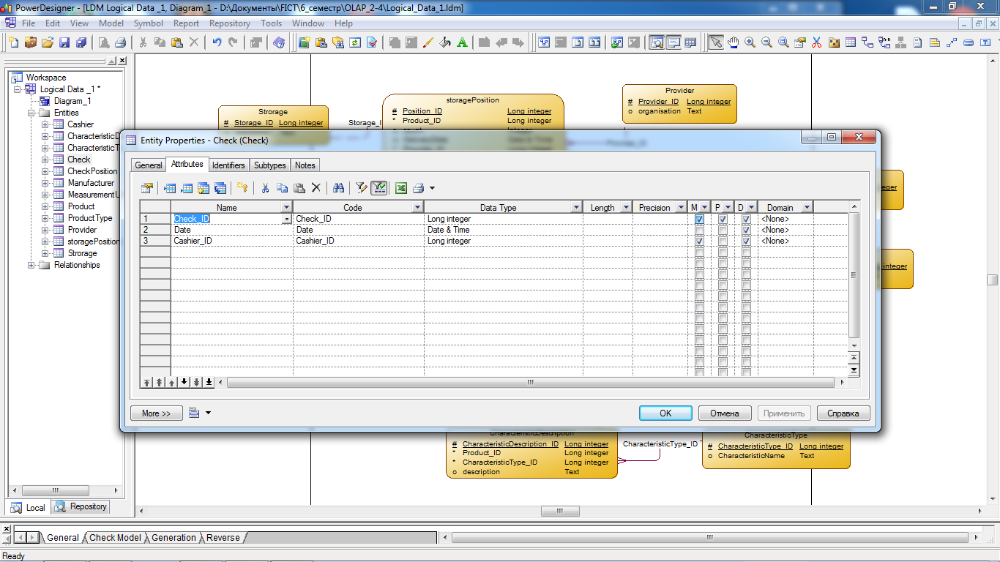 PowerDesigner - [LDM Logical Data _1, Diagram_1 - D:\Документы\FICT\6_семестр\OLAP_2-4\Logical_Data_1.ldm]
File Edit View Model Symbol Report Repository Tools Window Help
Workspace
Logical Data _1 *
Diagram_1
Entities
Cashier
CharacteristicD
CharacteristicT
Check
CheckPosition
Manufacturer
MeasurementU
Product
ProductType
Provider
storagePosition
Strorage
Relationships
Local Repository
Strorage
# Storage_ID Long integer
Storage_I
storagePosition
# Position_ID Long integer
* Product_ID Long integer
Provider
# Provider_ID Long integer
o organisation Text
Entity Properties - Check (Check)
General Attributes Identifiers Subtypes Notes
Name Code Data Type Length Precision M P D Domain
1 Check_ID = Check_ID Long integer <None>
2 Date Date Date & Time <None>
3 Cashier_ID Cashier_ID Long integer <None>
More >> OK Отмена Применить Справка
eger
integer
CharacteristicDescription
# CharacteristicDescription_ID Long integer
* Product_ID Long integer
* CharacteristicType_ID Long integer
o description Text
CharacteristicType_ID
CharacteristicType
# CharacteristicType_ID Long integer
o CharacteristicName Text
General Check Model Generation Reverse
Ready